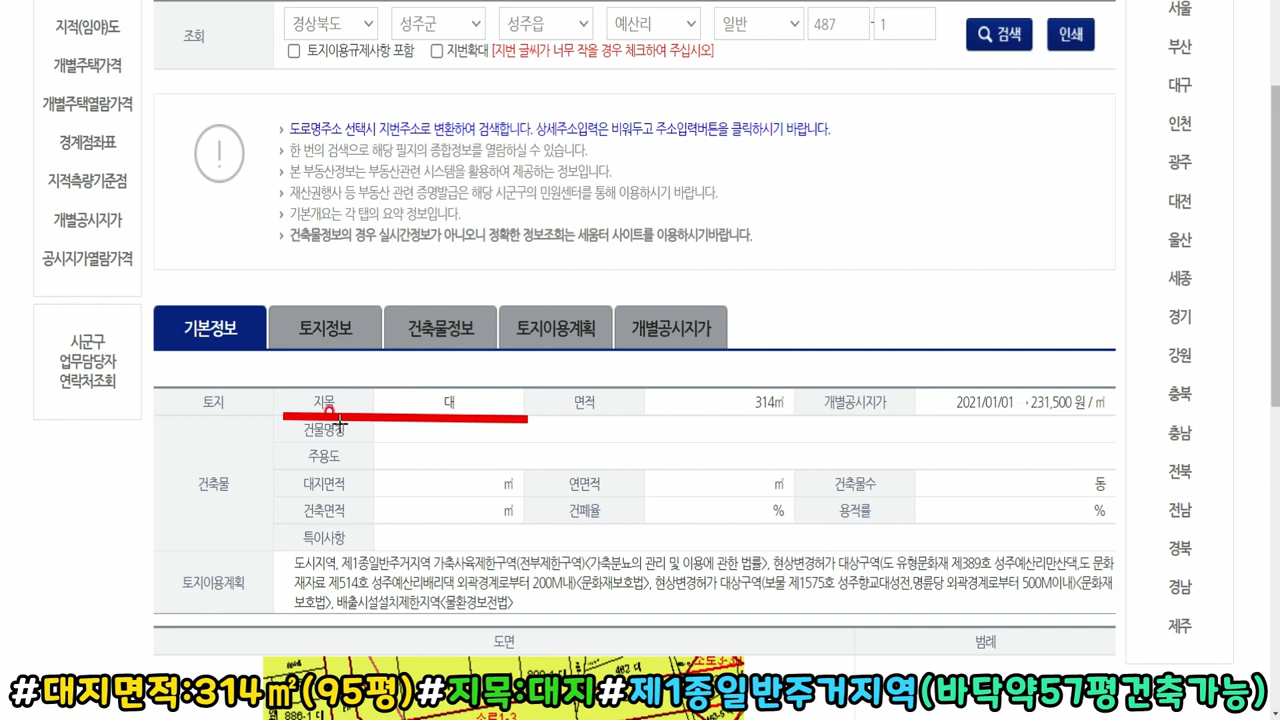 토지(임야)도
개별주택가격
개별주택열람가격
경계점좌표
지적측량기준점
개별공시지가
공시지가열람가격
시군구
업무담당자
연락처조회
조회 경상북도 성주군 성주읍 예산리 일반 487 - 1 검색 인쇄
토지이용규제사항 포함 지번확대 [지번 글씨가 너무 작을 경우 체크하여 주십시오]
› 도로명주소 선택시 지번주소로 변환하여 검색합니다. 상세주소입력은 비워두고 주소입력버튼을 클릭하시기 바랍니다.
› 한 번의 검색으로 해당 필지의 종합정보를 열람하실 수 있습니다.
› 본 부동산정보는 부동산관련 시스템을 활용하여 제공하는 정보입니다.
› 재산권행사 등 부동산 관련 증명발급은 해당 시군구의 민원센터를 통해 이용하시기 바랍니다.
› 기본개요는 각 탭의 요약 정보입니다.
› 건축물정보의 경우 실시간정보가 아니오니 정확한 정보조회는 세움터 사이트를 이용하시기바랍니다.
기본정보 토지정보 건축물정보 토지이용계획 개별공시지가
토지 지목 대 면적 314㎡ 개별공시지가 2021/01/01 → 231,500 원 / ㎡
건물명칭
주용도
건축물 대지면적 ㎡ 연면적 ㎡ 건축물수 동
건축면적 ㎡ 건폐율 % 용적률 %
특이사항
토지이용계획
도시지역, 제1종일반주거지역 가축사육제한구역(전부제한구역)<가축분뇨의 관리 및 이용에 관한 법률>, 현상변경허가 대상구역(도 유형문화재 제389호 성주예산리만산댁,도 문화
재자료 제514호 성주예산리배리댁 외곽경계로부터 200M내)<문화재보호법>, 현상변경허가 대상구역(보물 제1575호 성주향교대성전,명륜당 외곽경계로부터 500M이내)<문화재
보호법>, 배출시설설치제한지역<물환경보전법>
도면 범례
482 대
소로3-3
886-1 대
소로1-3
483-5
서울
부산
대구
인천
광주
대전
울산
세종
경기
강원
충북
충남
전북
전남
경북
경남
제주
#대지면적:314㎡(95평)#지목:대지#제1종일반주거지역(바닥약57평건축가능)